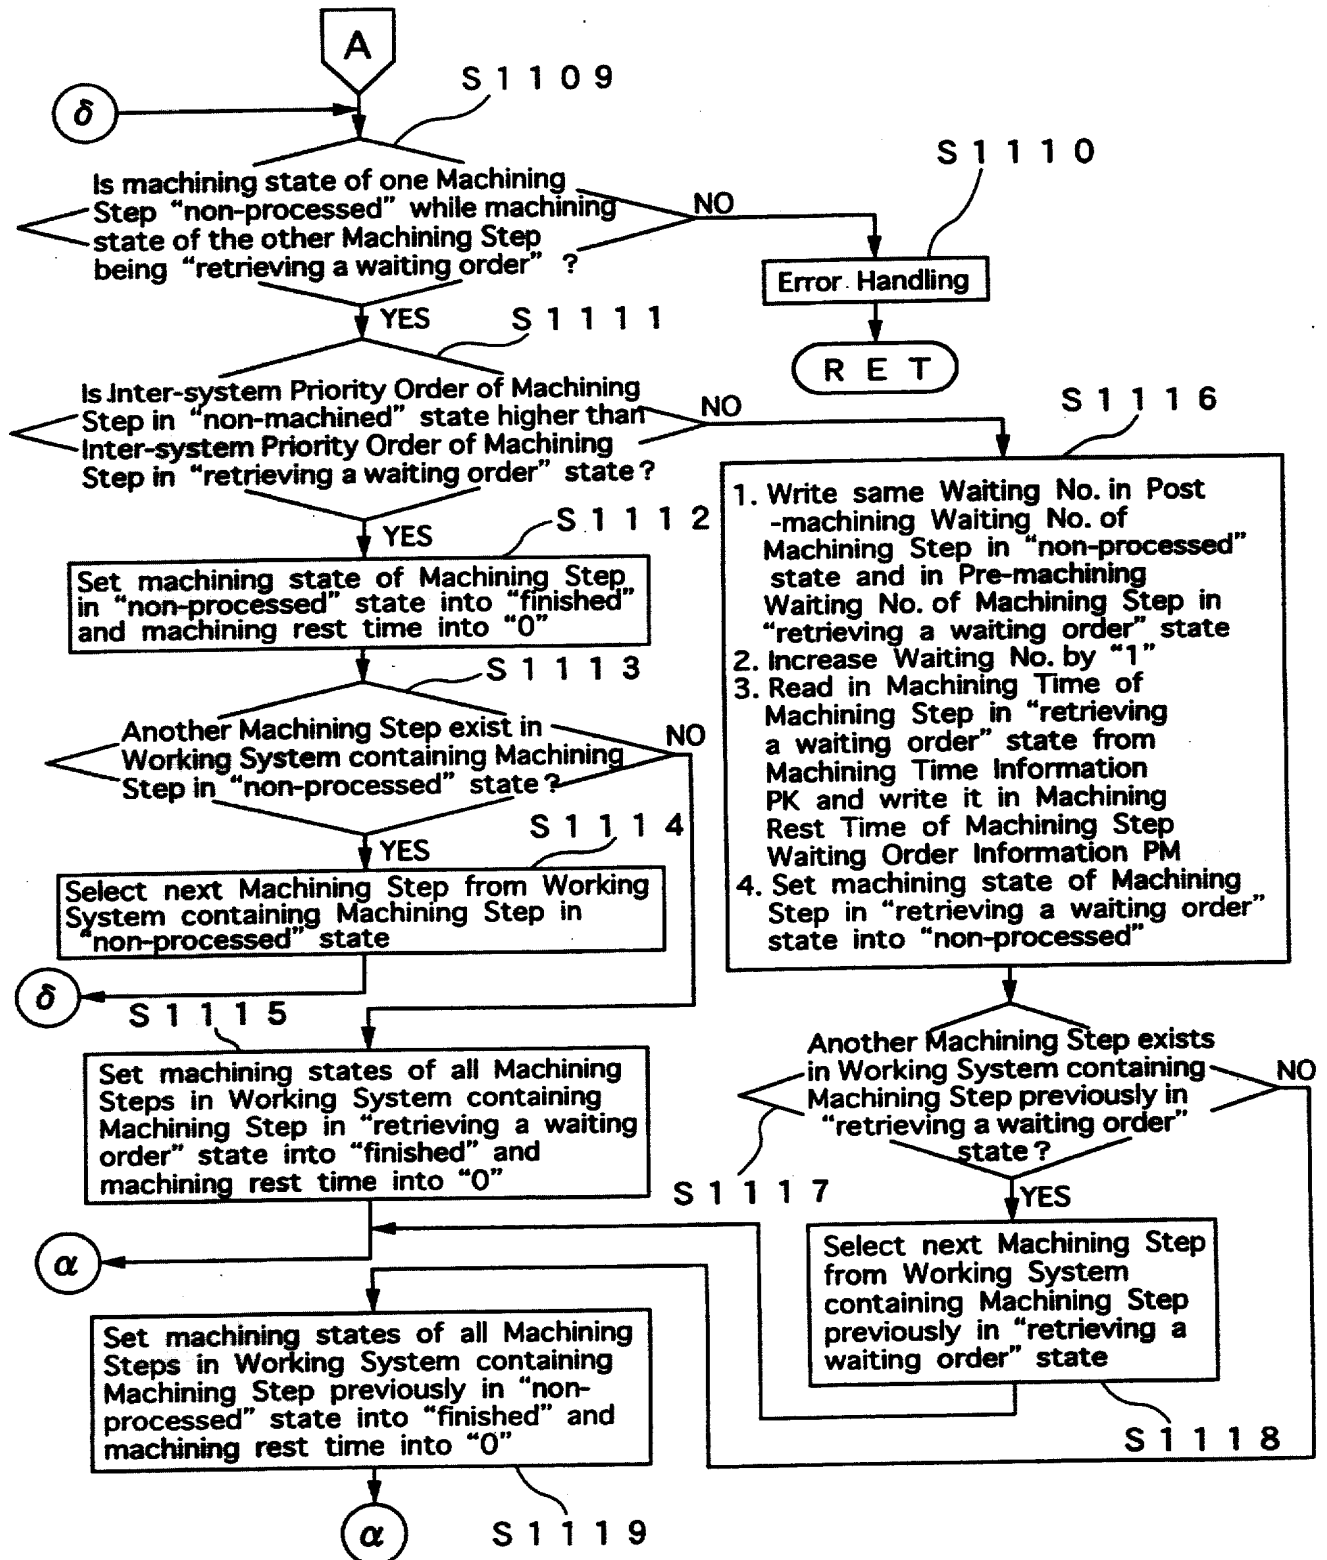 A
S1109
δ
S1110
Is machining state of one Machining
Step “non-processed” while machining
state of the other Machining Step
being “retrieving a waiting order” ?
NO
Error Handling
RET
YES
S1111
Is Inter-system Priority Order of Machining
Step in “non-machined” state higher than
Inter-system Priority Order of Machining
Step in “retrieving a waiting order” state?
NO
S1116
YES
S1112
Set machining state of Machining Step
in “non-processed” state into “finished”
and machining rest time into “0”
S1113
Another Machining Step exist in
Working System containing Machining
Step in “non-processed” state?
NO
YES
S1114
Select next Machining Step from Working
System containing Machining Step in
“non-processed” state
δ
S1115
Set machining states of all Machining
Steps in Working System containing
Machining Step in “retrieving a waiting
order” state into “finished” and
machining rest time into “0”
α
1. Write same Waiting No. in Post
-machining Waiting No. of
Machining Step in “non-processed”
state and in Pre-machining
Waiting No. of Machining Step in
“retrieving a waiting order” state
2. Increase Waiting No. by “1”
3. Read in Machining Time of
Machining Step in “retrieving
a waiting order” state from
Machining Time Information
PK and write it in Machining
Rest Time of Machining Step
Waiting Order Information PM
4. Set machining state of Machining
Step in “retrieving a waiting order”
state into “non-processed”
Another Machining Step exists
in Working System containing
Machining Step previously in
“retrieving a waiting order”
state?
NO
S1117
YES
Select next Machining Step
from Working System
containing Machining Step
previously in “retrieving a
waiting order” state
S1118
Set machining states of all Machining
Steps in Working System containing
Machining Step previously in “non-
processed” state into “finished” and
machining rest time into “0”
S1119
α